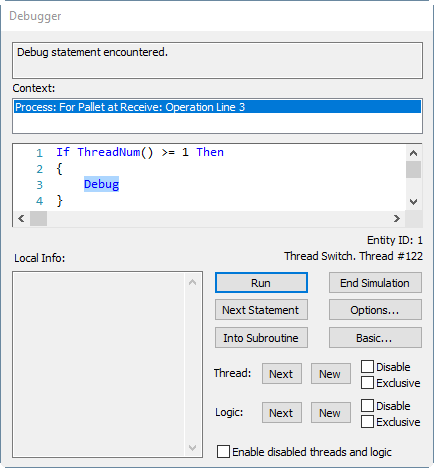 Debugger
Debug statement encountered.
Context:
Process: For Pallet at Receive: Operation Line 3
1 If ThreadNum() >= 1 Then
2 {
3 Debug
4 }
Entity ID: 1
Local Info:
Thread Switch. Thread #122
Run
End Simulation
Next Statement
Options...
Into Subroutine
Basic...
Thread:
Next
New
Disable
Exclusive
Logic:
Next
New
Disable
Exclusive
Enable disabled threads and logic